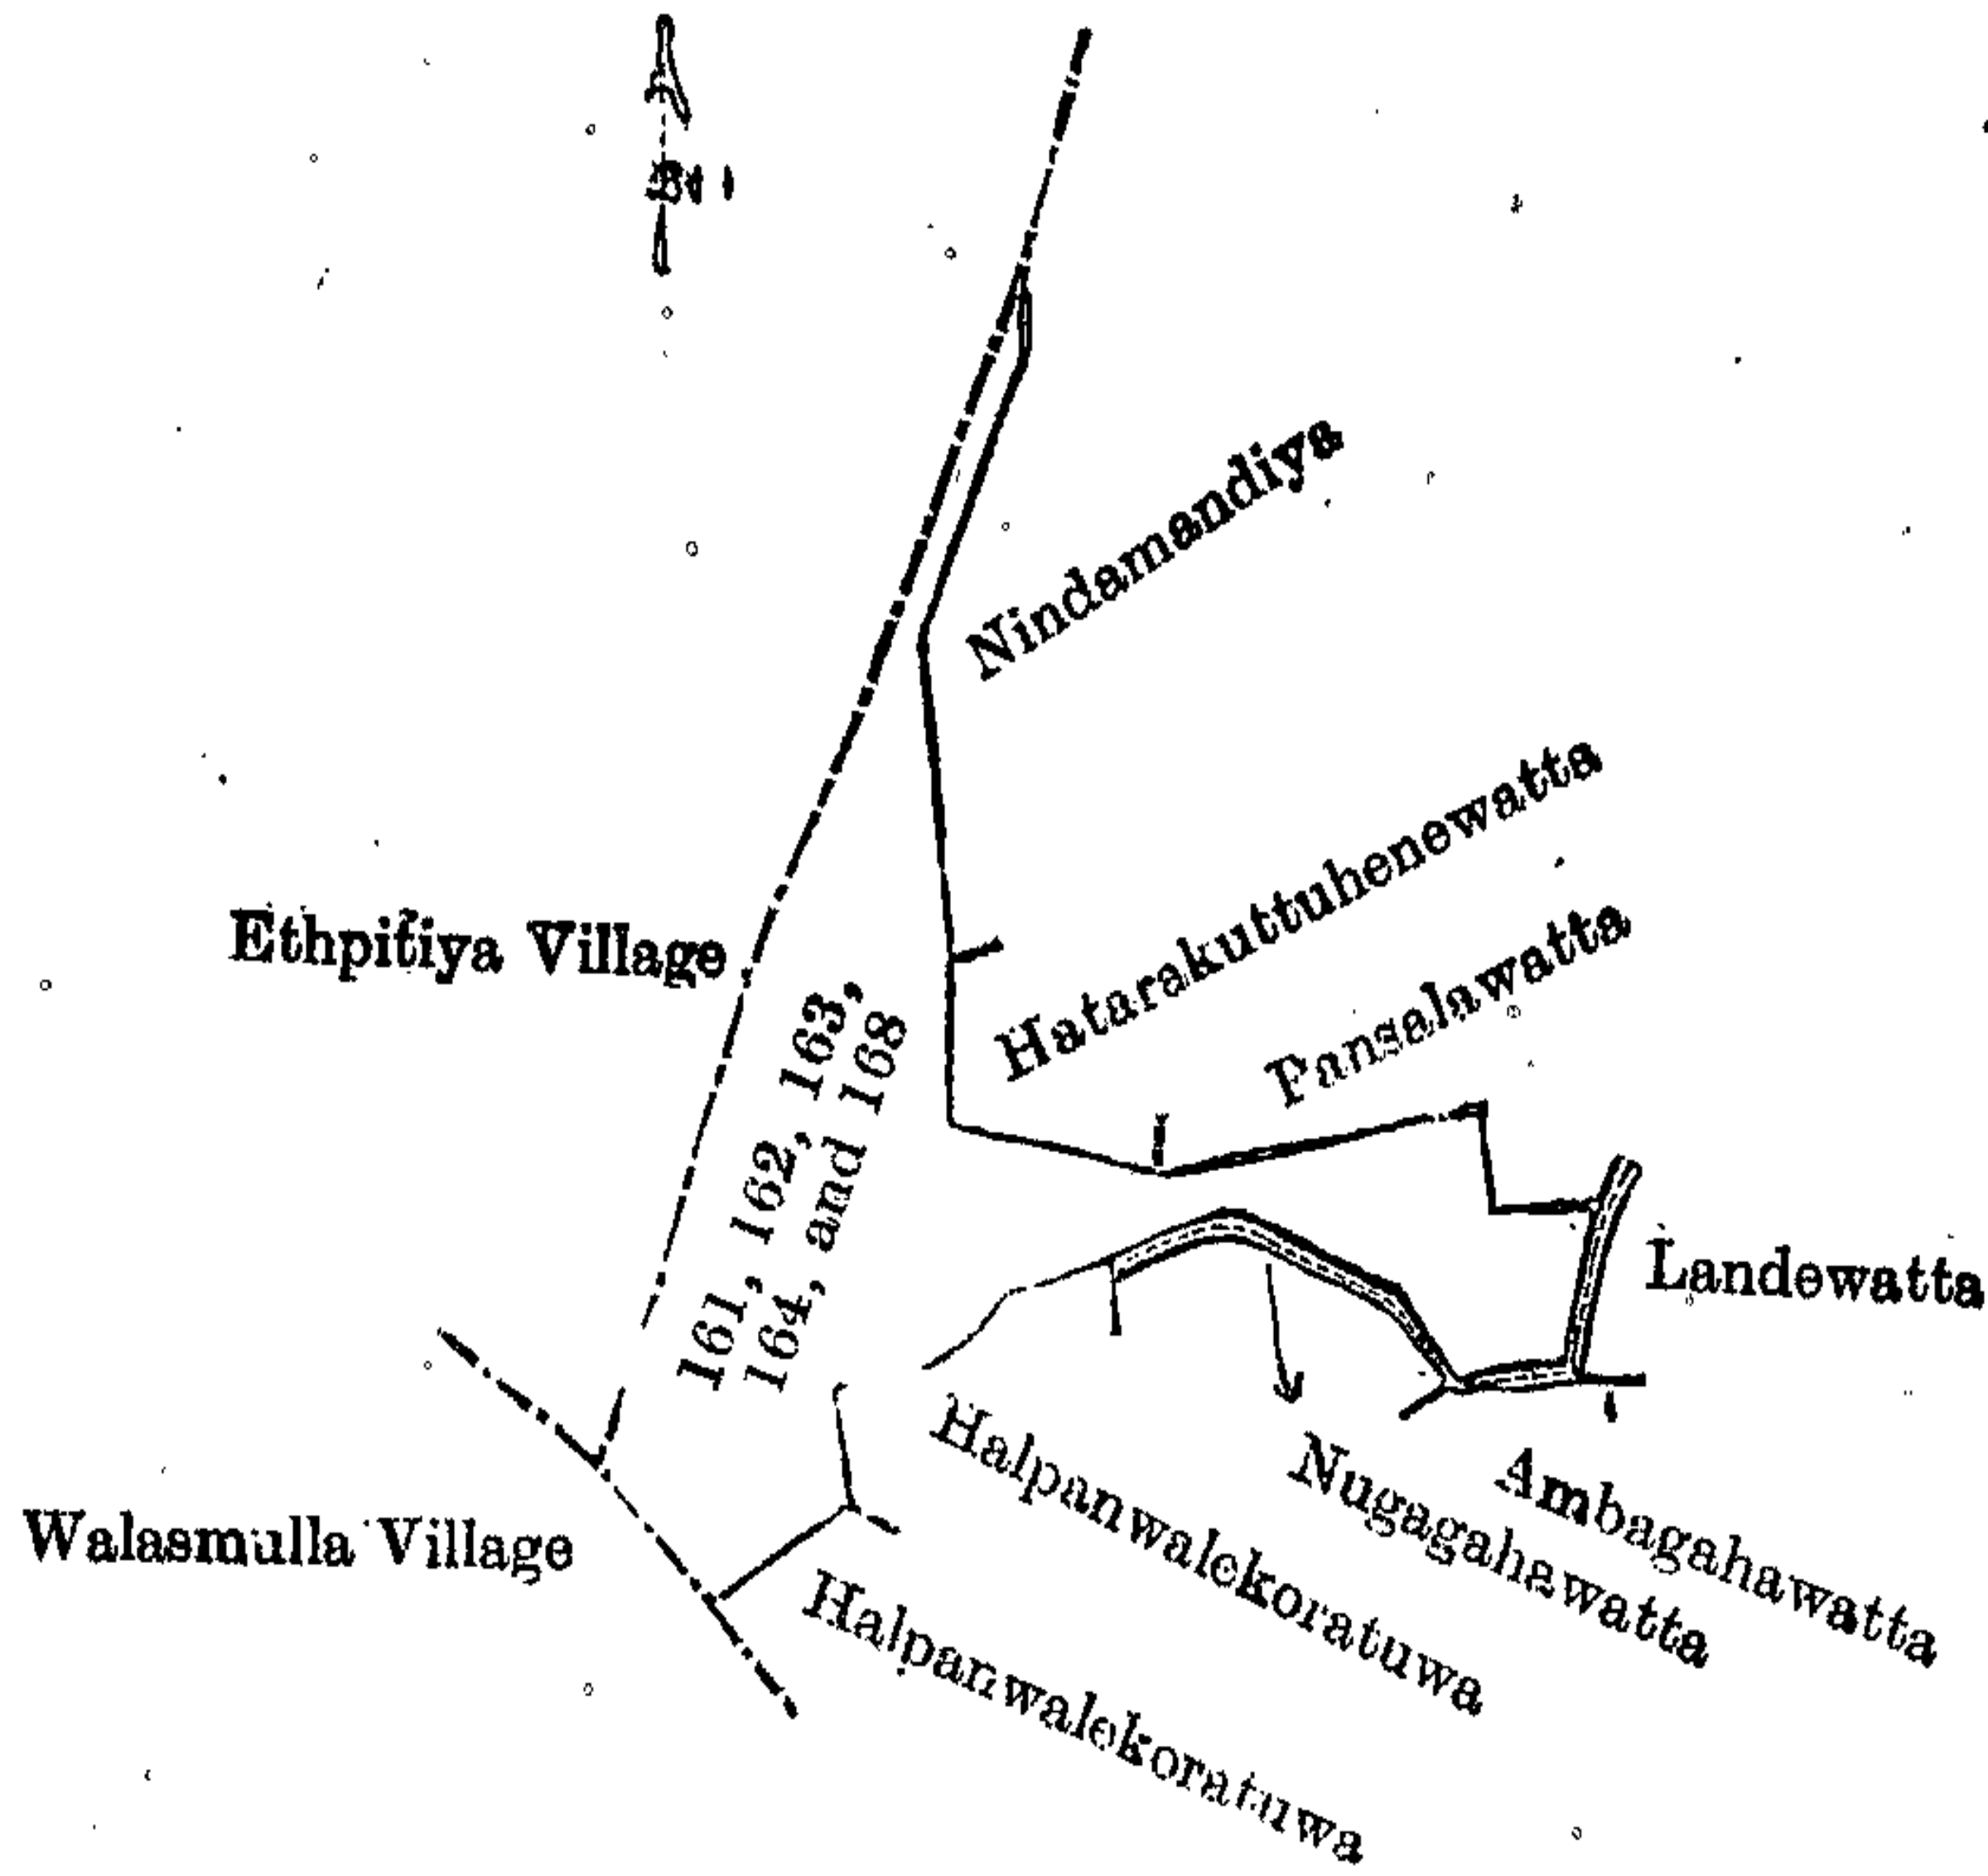 Nindamandiya
Hatarakuttuhenewatta
Pansalawatta
Ethpitiya Village
161, 162, 163,
164, and 168
Landewatta
Halpanwalekoratuwa
Nugagahawatta
Ambagahawatta
Walasmulla Village
Halpanwalekoratuwa